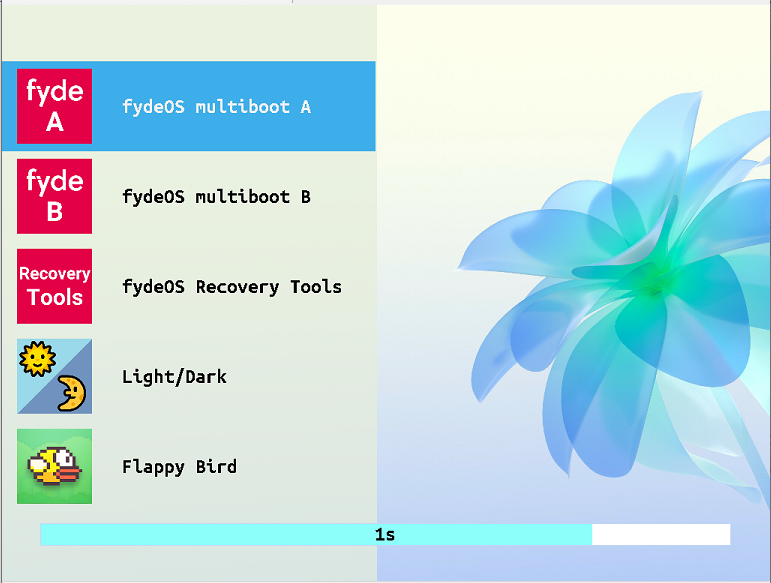 fyde
A
fydeOS multiboot A
fyde
B
fydeOS multiboot B
Recovery
Tools
fydeOS Recovery Tools
Light/Dark
Flappy Bird
1s